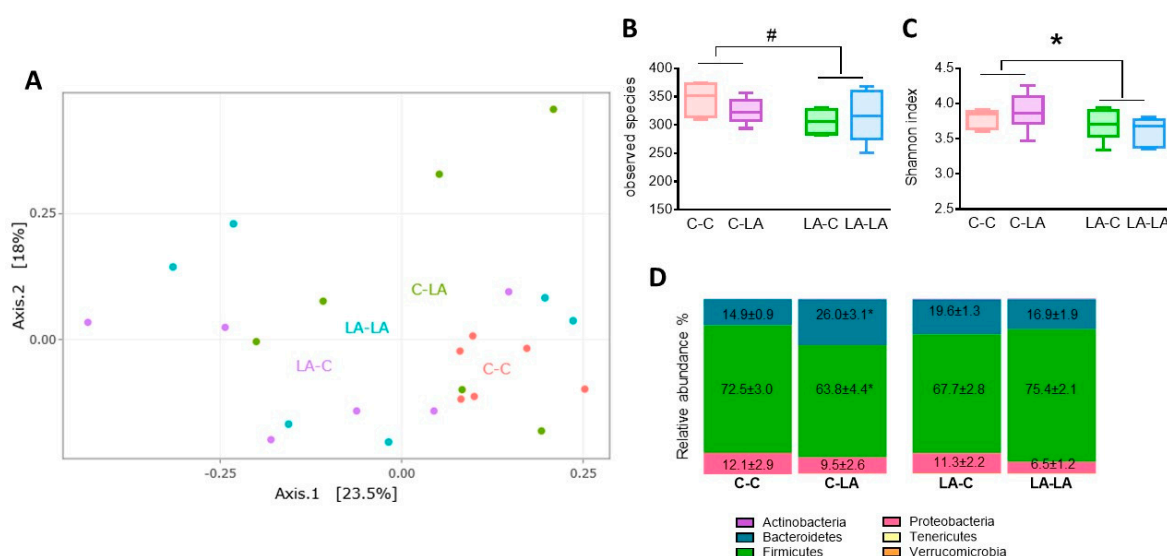 A
Axis.2 [18%]
0.25
0.00
C-LA
LA-LA
LA-C
C-C
-0.25
0.00
0.25
Axis.1 [23.5%]
B
#
observed species
400
350
300
250
200
150
C-C
C-LA
LA-C
LA-LA
C
*
Shannon index
4.5
4.0
3.5
3.0
2.5
C-C
C-LA
LA-C
LA-LA
D
Relative abundance %
14.9±0.9
26.0±3.1*
19.6±1.3
16.9±1.9
72.5±3.0
63.8±4.4*
67.7±2.8
75.4±2.1
12.1±2.9
9.5±2.6
11.3±2.2
6.5±1.2
C-C
C-LA
LA-C
LA-LA
Actinobacteria
Proteobacteria
Bacteroidetes
Tenericutes
Firmicutes
Verrucomicrobia